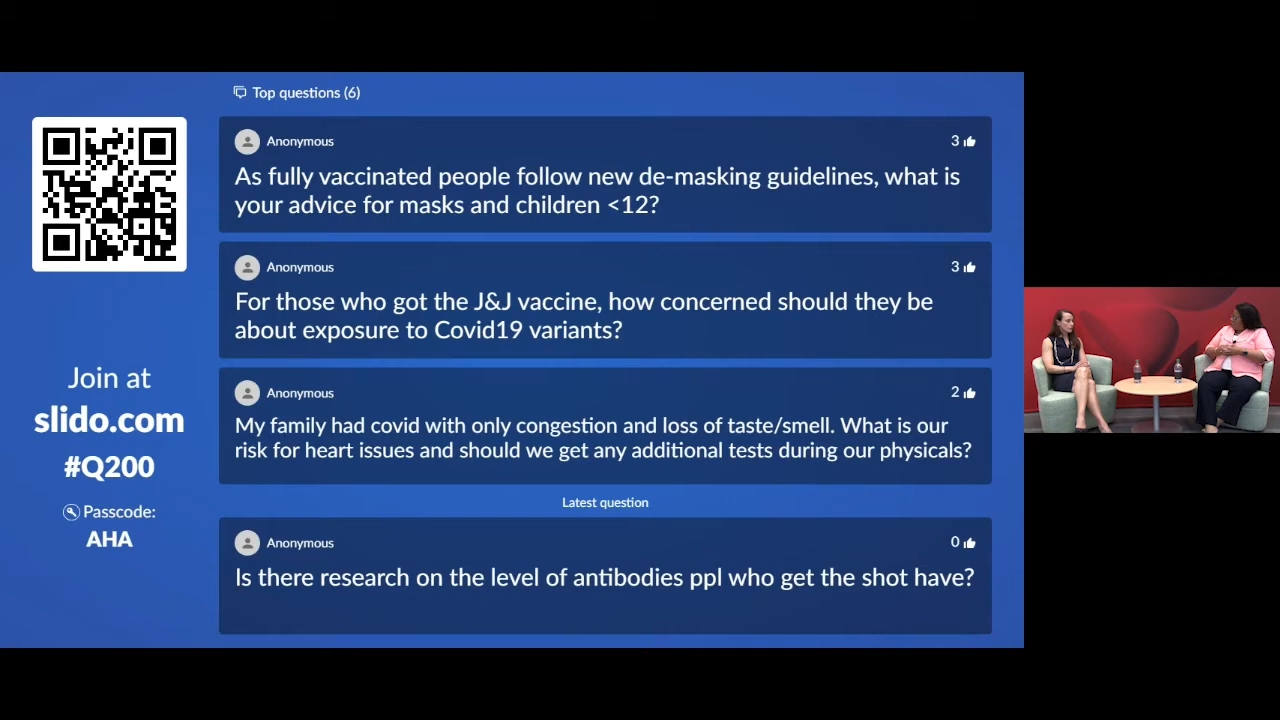 Top questions (6)
Anonymous
3
As fully vaccinated people follow new de-masking guidelines, what is
your advice for masks and children <12?
Anonymous
3
For those who got the J&J vaccine, how concerned should they be
about exposure to Covid19 variants?
Anonymous
2
My family had covid with only congestion and loss of taste/smell. What is our
risk for heart issues and should we get any additional tests during our physicals?
Latest question
Anonymous
0
Is there research on the level of antibodies ppl who get the shot have?
Join at
slido.com
#Q200
Passcode:
AHA